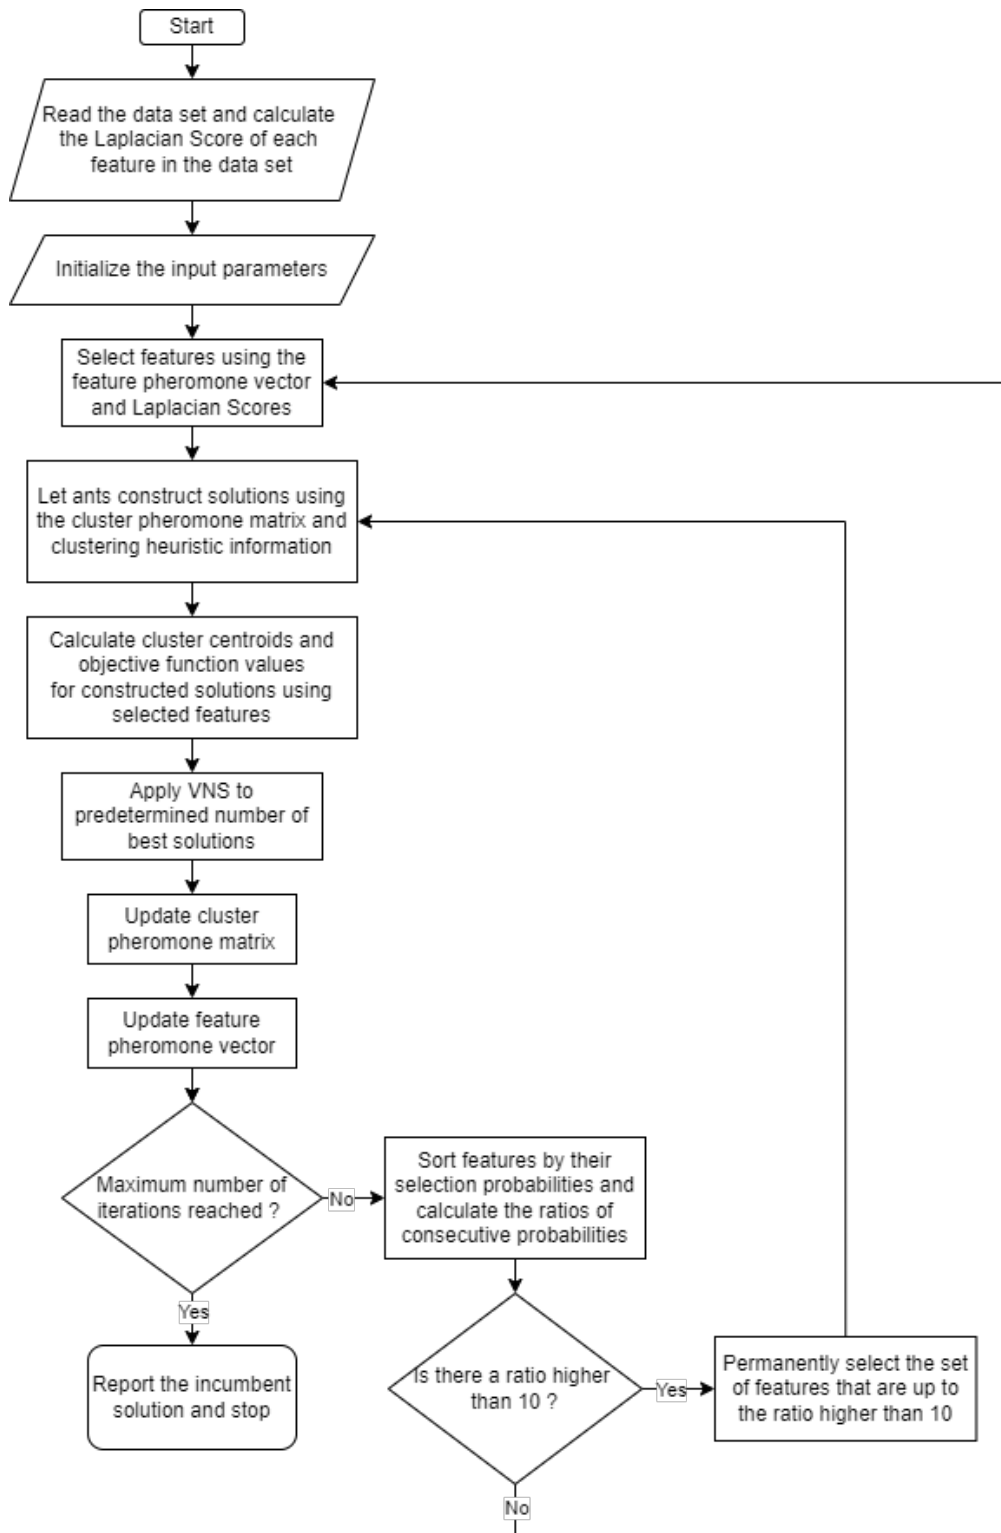 Start
Read the data set and calculate
the Laplacian Score of each
feature in the data set
Initialize the input parameters
Select features using the
feature pheromone vector
and Laplacian Scores
Let ants construct solutions using
the cluster pheromone matrix and
clustering heuristic information
Calculate cluster centroids and
objective function values
for constructed solutions using
selected features
Apply VNS to
predetermined number of
best solutions
Update cluster
pheromone matrix
Update feature
pheromone vector
Maximum number of
iterations reached ?
No
Sort features by their
selection probabilities and
calculate the ratios of
consecutive probabilities
Yes
Report the incumbent
solution and stop
Is there a ratio higher
than 10 ?
Yes
Permanently select the set
of features that are up to
the ratio higher than 10
No